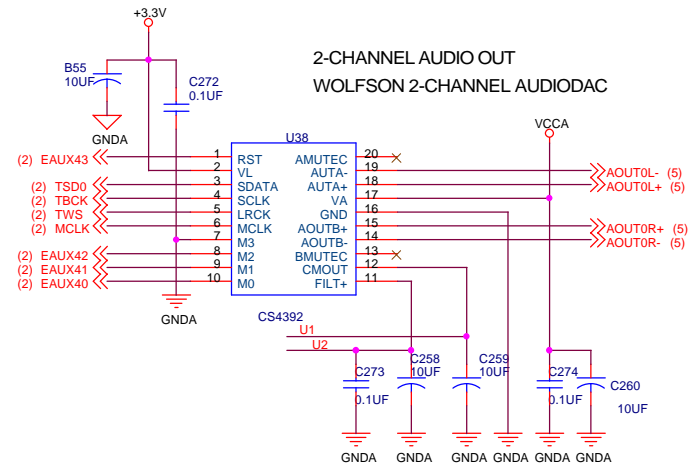 +3.3V
2-CHANNEL AUDIO OUT
WOLFSON 2-CHANNEL AUDIODAC
B55
10UF
C272
0.1UF
GNDA
VCCA
U38
(2) EAUX43
1 RST AMUTEC 20
2 VL AUTA- 19 AOUT0L- (5)
(2) TSD0 3 SDATA AUTA+ 18 AOUT0L+ (5)
(2) TBCK 4 SCLK VA 17
(2) TWS 5 LRCK GND 16
(2) MCLK 6 MCLK AOUTB+ 15 AOUT0R+ (5)
7 M3 AOUTB- 14 AOUT0R- (5)
(2) EAUX42 8 M2 BMUTEC 13
(2) EAUX41 9 M1 CMOUT 12
(2) EAUX40 10 M0 FILT+ 11
GNDA
CS4392
U1
U2
C273
0.1UF
C258
10UF
C259
10UF
C274
0.1UF
C260
10UF
GNDA GNDA GNDA GNDA GNDA GNDA